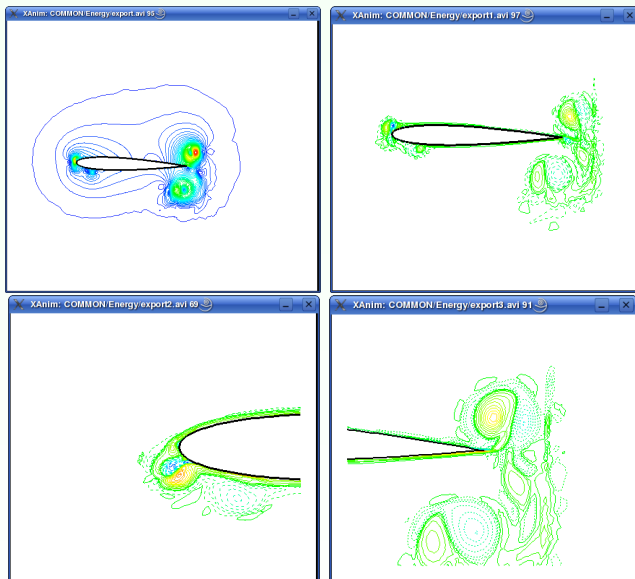 XAnim: COMMON/Energy/export.avi 95
XAnim: COMMON/Energy/export1.avi 97
XAnim: COMMON/Energy/export2.avi 69
XAnim: COMMON/Energy/export3.avi 91